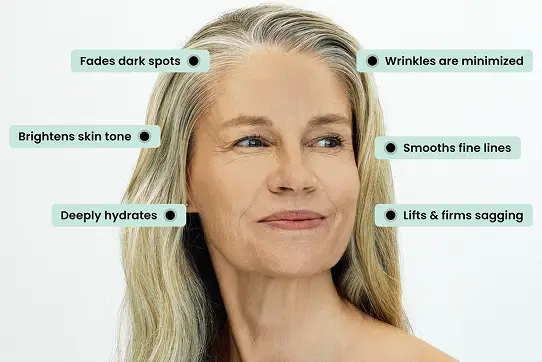 Fades dark spots
Wrinkles are minimized
Brightens skin tone
Smooths fine lines
Deeply hydrates
Lifts & firms sagging